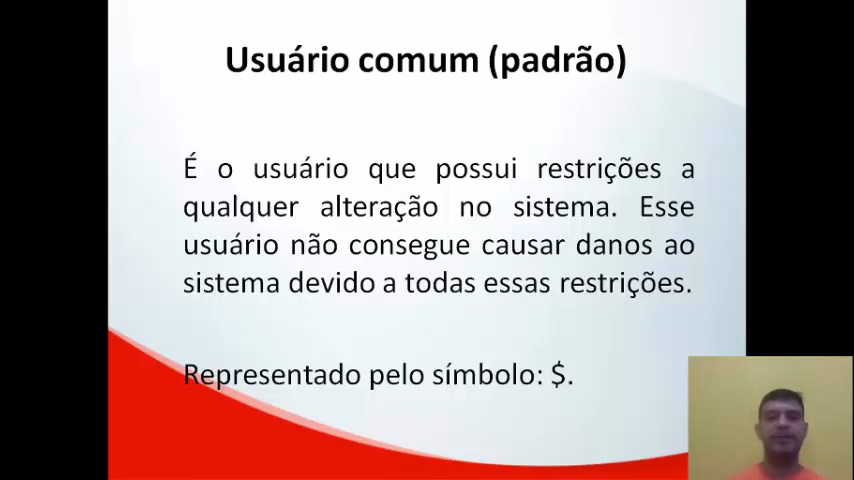 Usuário comum (padrão)
É o usuário que possui restrições a
qualquer alteração no sistema. Esse
usuário não consegue causar danos ao
sistema devido a todas essas restrições.
Representado pelo símbolo: $.